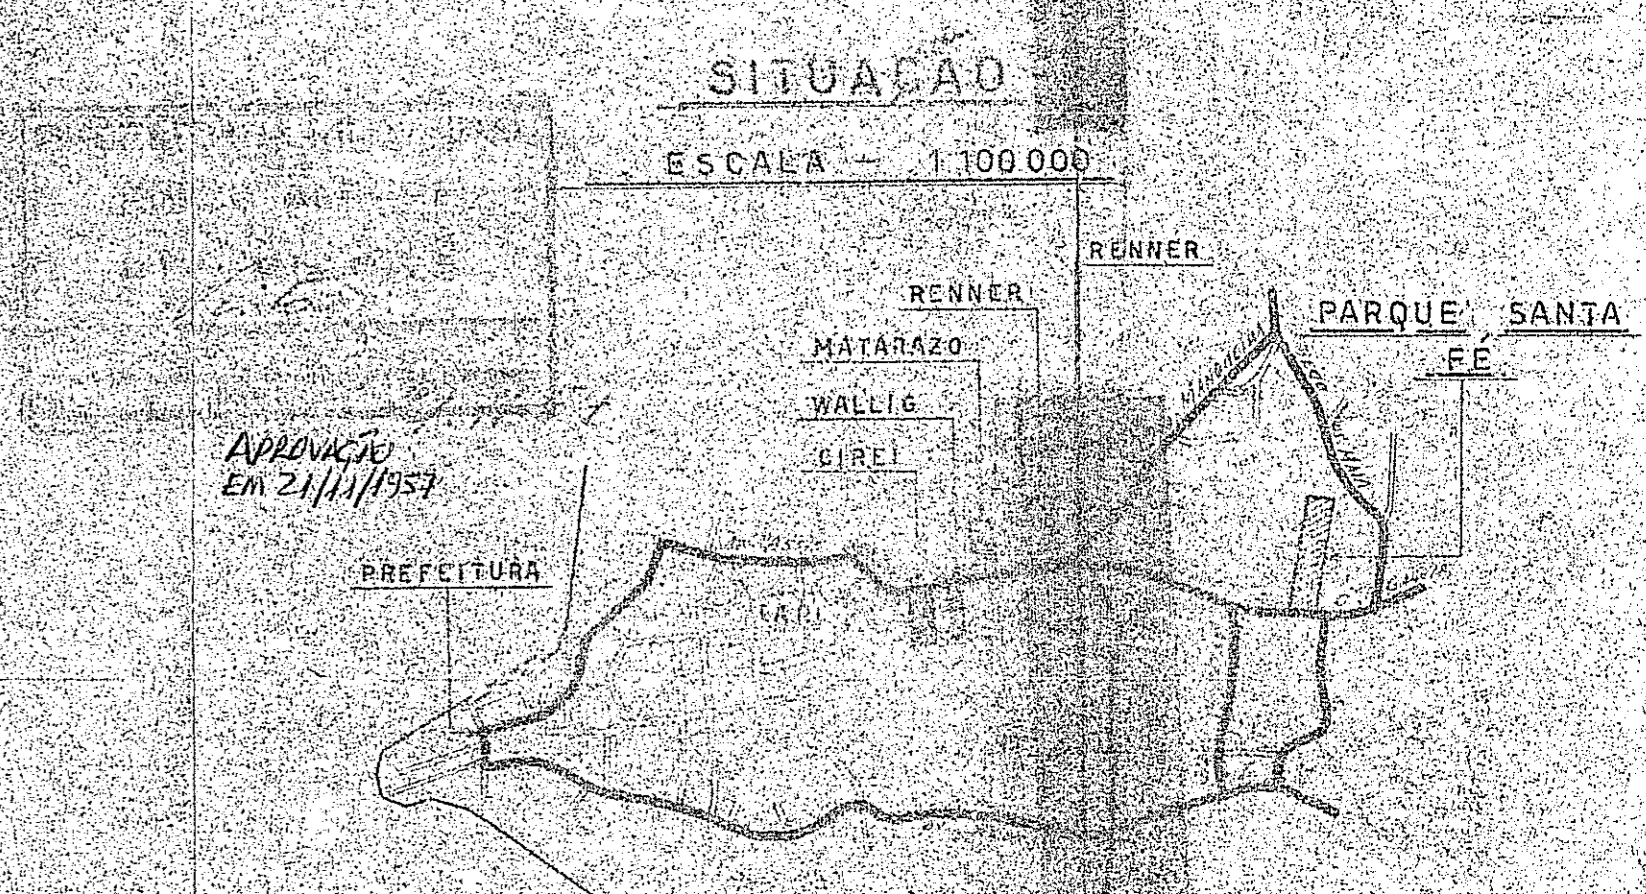 SITUAÇÃO
ESCALA — 1 100 000
RENNER
RENNER
PARQUE SANTA
FÉ
MATARAZO
WALLIG
CIREI
APROVAÇÃO
EM 21/11/1957
PREFEITURA
I.A.P.I.